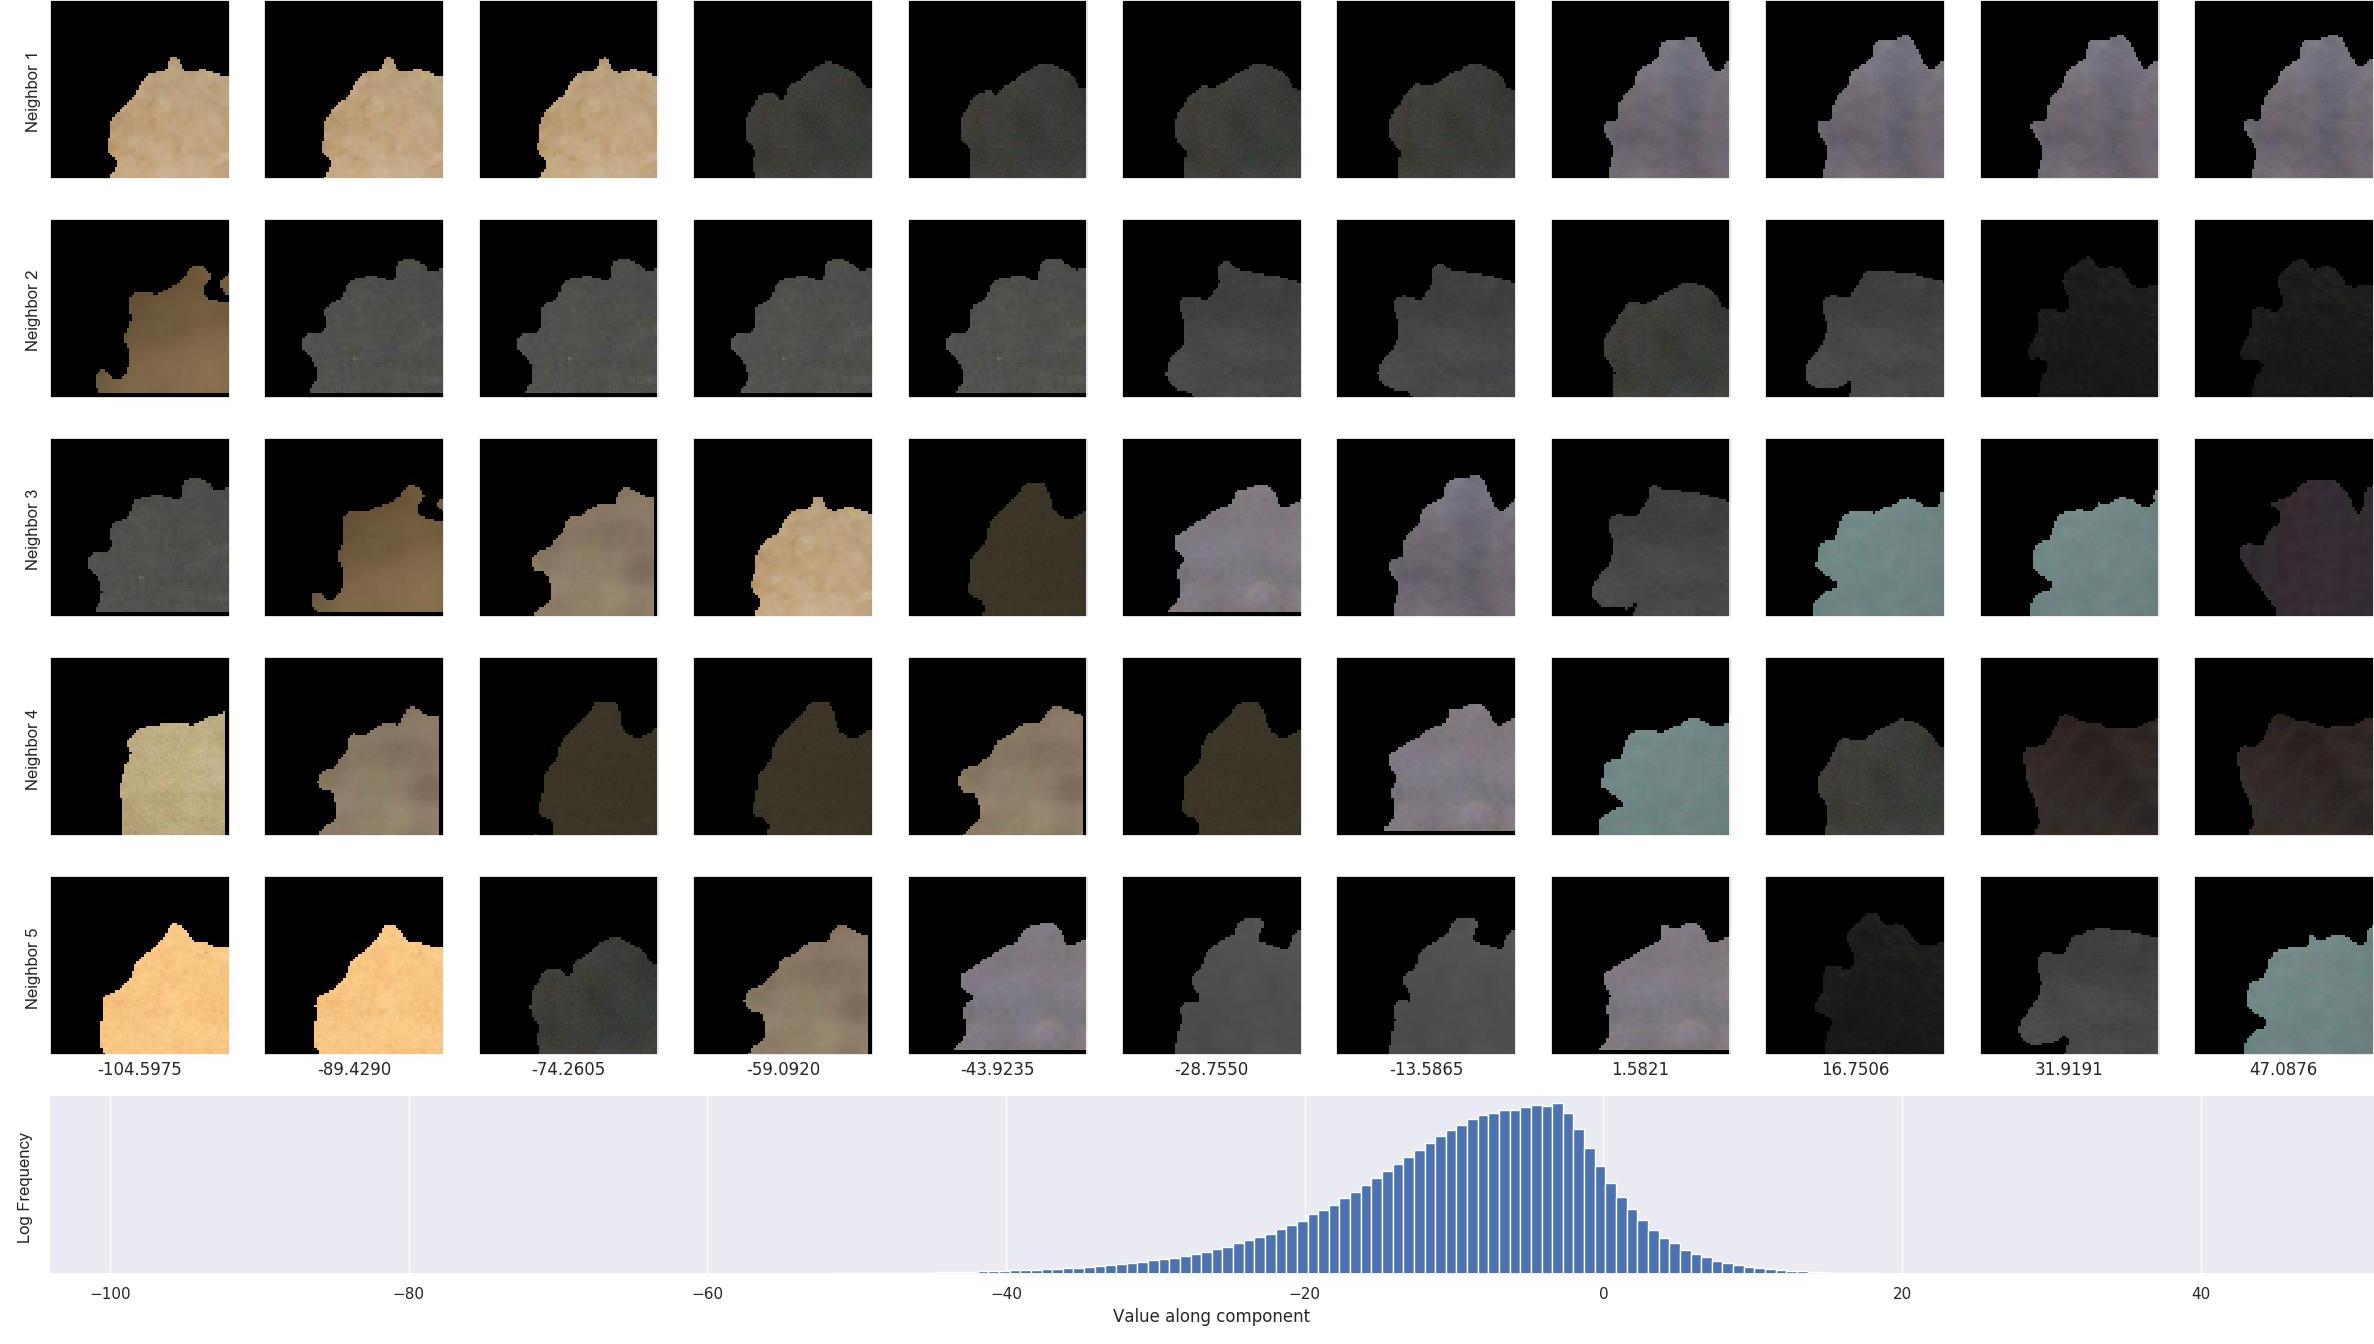 Neighbor 1
Neighbor 2
Neighbor 3
Neighbor 4
Neighbor 5
-104.5975 -89.4290 -74.2605 -59.0920 -43.9235 -28.7550 -13.5865 1.5821 16.7506 31.9191 47.0876
Log Frequency
−100 −80 −60 −40 −20 0 20 40
Value along component